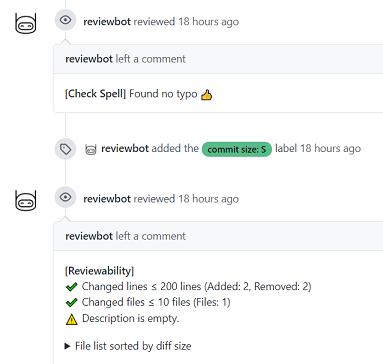 reviewbot reviewed 18 hours ago
reviewbot left a comment
[Check Spell] Found no typo 👍
reviewbot added the commit size: S label 18 hours ago
reviewbot reviewed 18 hours ago
reviewbot left a comment
[Reviewability]
✔ Changed lines ≤ 200 lines (Added: 2, Removed: 2)
✔ Changed files ≤ 10 files (Files: 1)
⚠ Description is empty.
▶ File list sorted by diff size